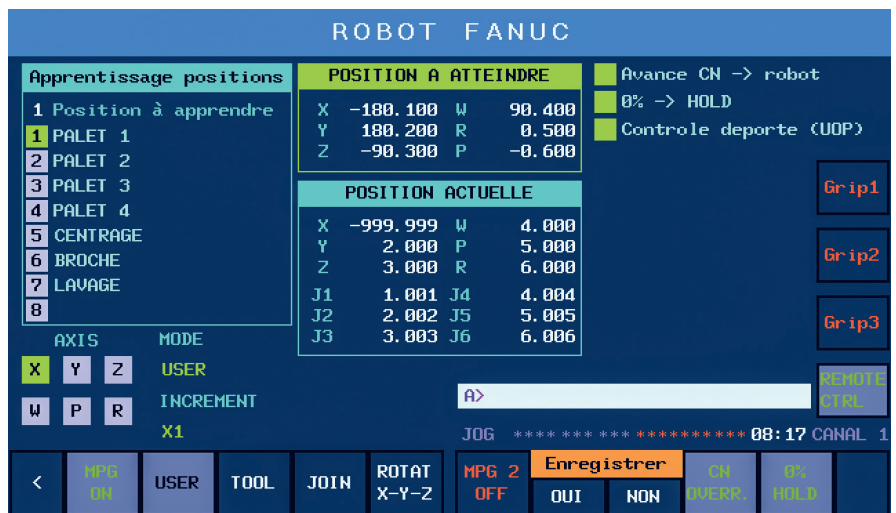 ROBOT FANUC
Apprentissage positions
1 Position à apprendre
1 PALET 1
2 PALET 2
3 PALET 3
4 PALET 4
5 CENTRAGE
6 BROCHE
7 LAVAGE
8
POSITION A ATTEINDRE
X -180.100 W 90.400
Y 180.200 R 0.500
Z -90.300 P -0.600
POSITION ACTUELLE
X -999.999 W 4.000
Y 2.000 P 5.000
Z 3.000 R 6.000
J1 1.001 J4 4.004
J2 2.002 J5 5.005
J3 3.003 J6 6.006
Avance CN -> robot
0% -> HOLD
Controle deporte (UOP)
Grip1
Grip2
Grip3
REMOTE
CTRL
AXIS MODE
X Y Z USER
W P R INCREMENT
X1
A>
JOG **** *** *** ********** 08:17 CANAL 1
<
MPG
ON
USER
TOOL
JOIN
ROTAT
X-Y-Z
MPG 2
OFF
Enregistrer
OUI NON
CN
OVERR.
0%
HOLD